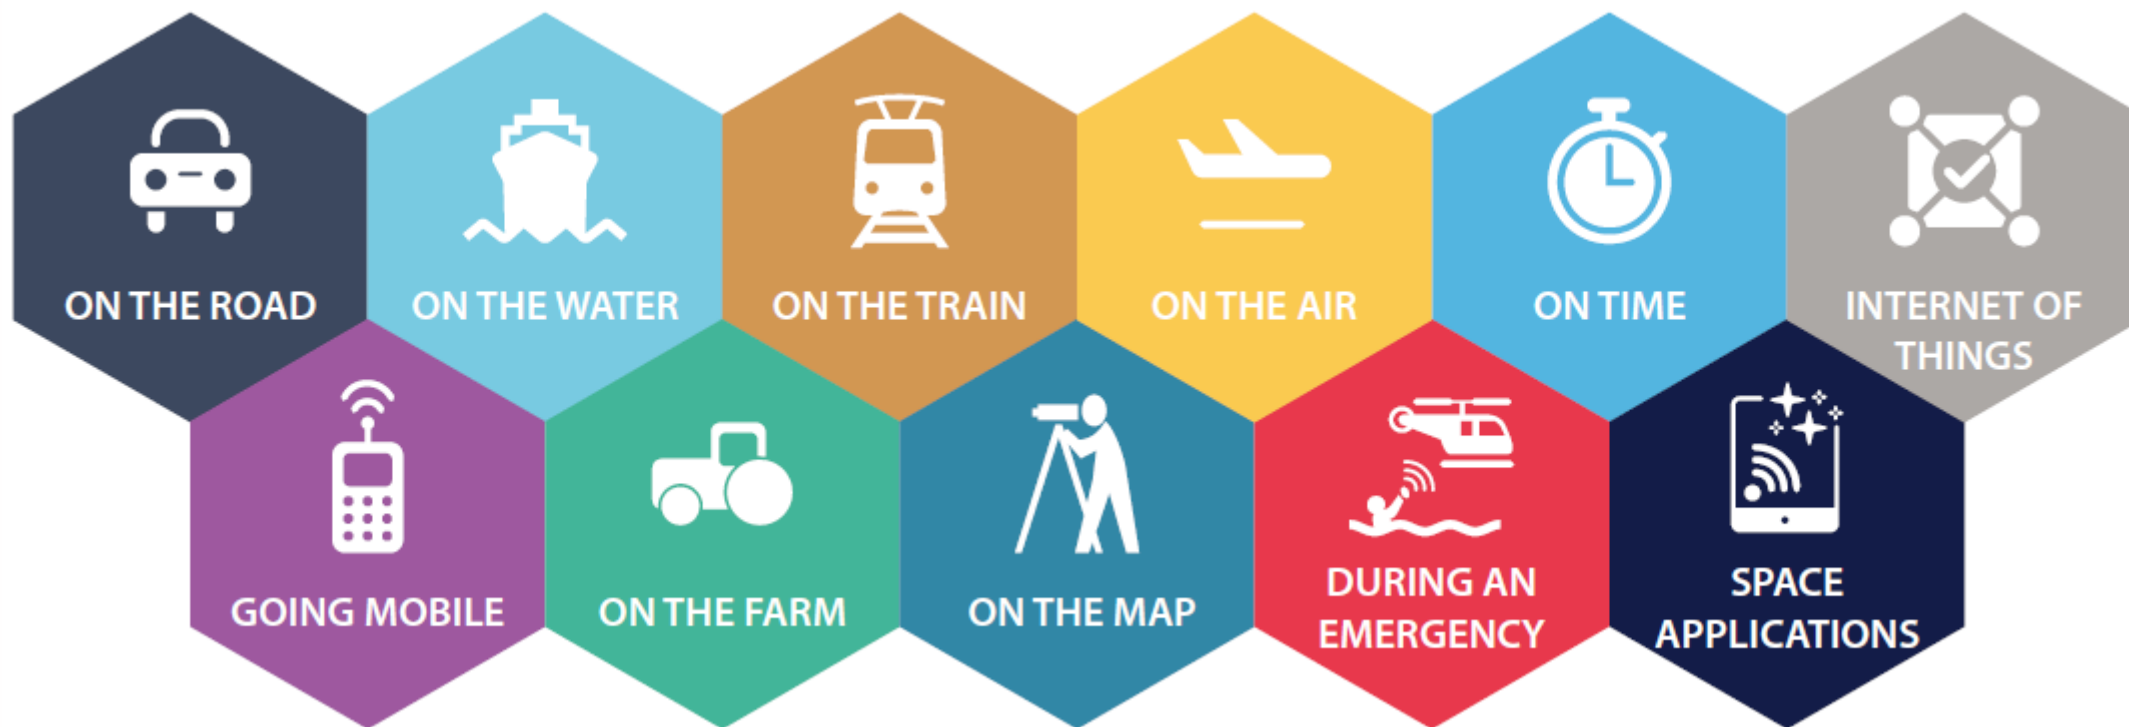 ON THE ROAD
ON THE WATER
ON THE TRAIN
ON THE AIR
ON TIME
INTERNET OF
THINGS
GOING MOBILE
ON THE FARM
ON THE MAP
DURING AN
EMERGENCY
SPACE
APPLICATIONS